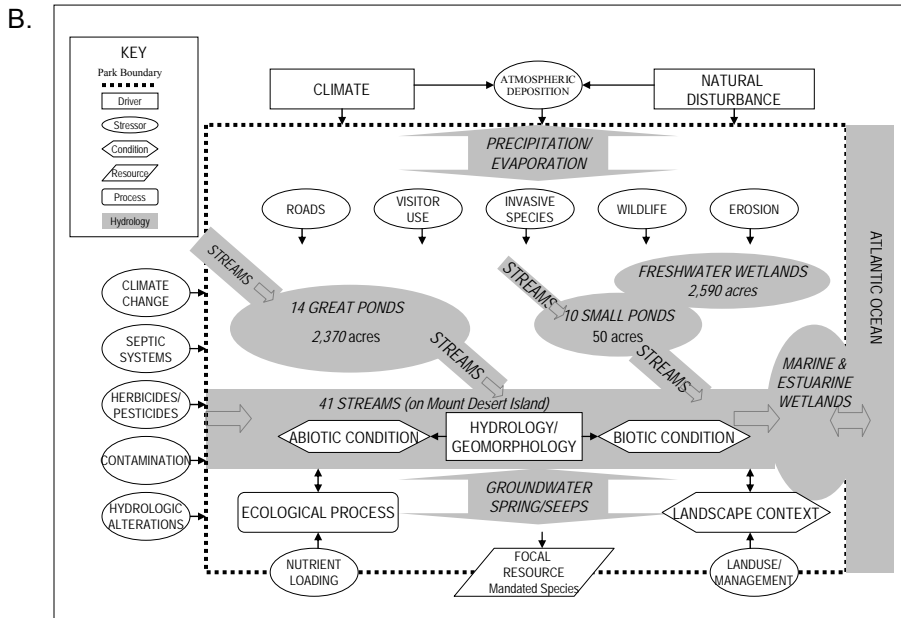 B.
KEY
Park Boundary
Driver
Stressor
Condition
Resource
Process
Hydrology
CLIMATE
ATMOSPHERIC
DEPOSITION
NATURAL
DISTURBANCE
PRECIPITATION/
EVAPORATION
ROADS
VISITOR
USE
INVASIVE
SPECIES
WILDLIFE
EROSION
STREAMS
14 GREAT PONDS
2,370 acres
STREAMS
STREAMS
FRESHWATER WETLANDS
2,590 acres
10 SMALL PONDS
50 acres
STREAMS
ATLANTIC OCEAN
MARINE &
ESTUARINE
WETLANDS
CLIMATE
CHANGE
SEPTIC
SYSTEMS
HERBICIDES/
PESTICIDES
CONTAMINATION
HYDROLOGIC
ALTERATIONS
41 STREAMS (on Mount Desert Island)
ABIOTIC CONDITION
HYDROLOGY/
GEOMORPHOLOGY
BIOTIC CONDITION
GROUNDWATER
SPRING/SEEPS
ECOLOGICAL PROCESS
LANDSCAPE CONTEXT
NUTRIENT
LOADING
FOCAL
RESOURCE
Mandated Species
LANDUSE/
MANAGEMENT